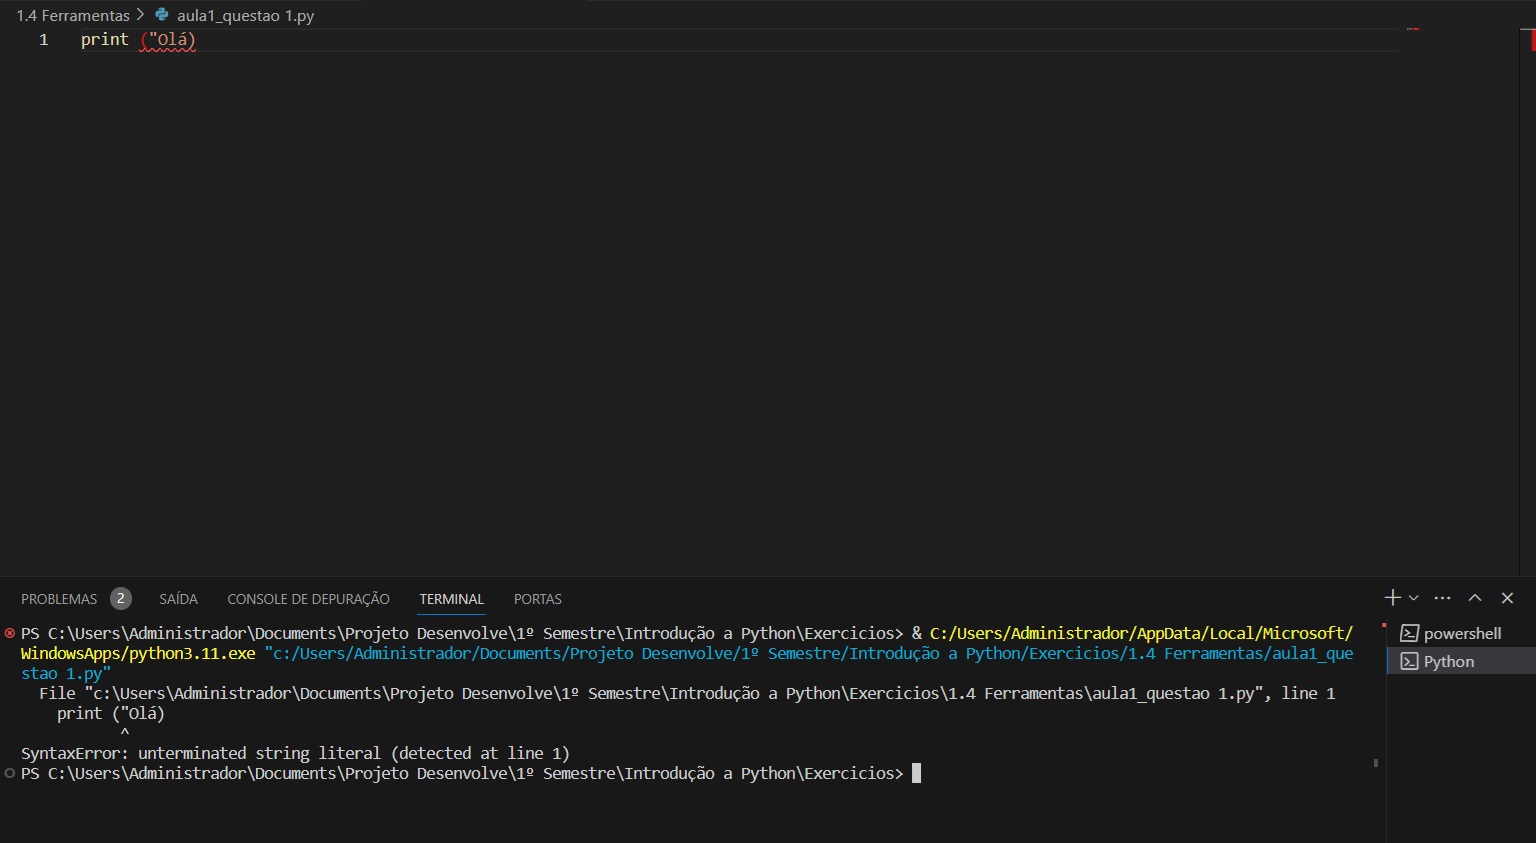 1.4 Ferramentas > aula1_questao 1.py
1 print ("Olá)
PROBLEMAS 2 SAÍDA CONSOLE DE DEPURAÇÃO TERMINAL PORTAS
PS C:\Users\Administrador\Documents\Projeto Desenvolve\1º Semestre\Introdução a Python\Exercicios> & C:/Users/Administrador/AppData/Local/Microsoft/
WindowsApps/python3.11.exe "c:/Users/Administrador/Documents/Projeto Desenvolve/1º Semestre/Introdução a Python/Exercicios/1.4 Ferramentas/aula1_que
stao 1.py"
File "c:\Users\Administrador\Documents\Projeto Desenvolve\1º Semestre\Introdução a Python\Exercicios\1.4 Ferramentas\aula1_questao 1.py", line 1
print ("Olá)
^
SyntaxError: unterminated string literal (detected at line 1)
PS C:\Users\Administrador\Documents\Projeto Desenvolve\1º Semestre\Introdução a Python\Exercicios>
powershell
Python